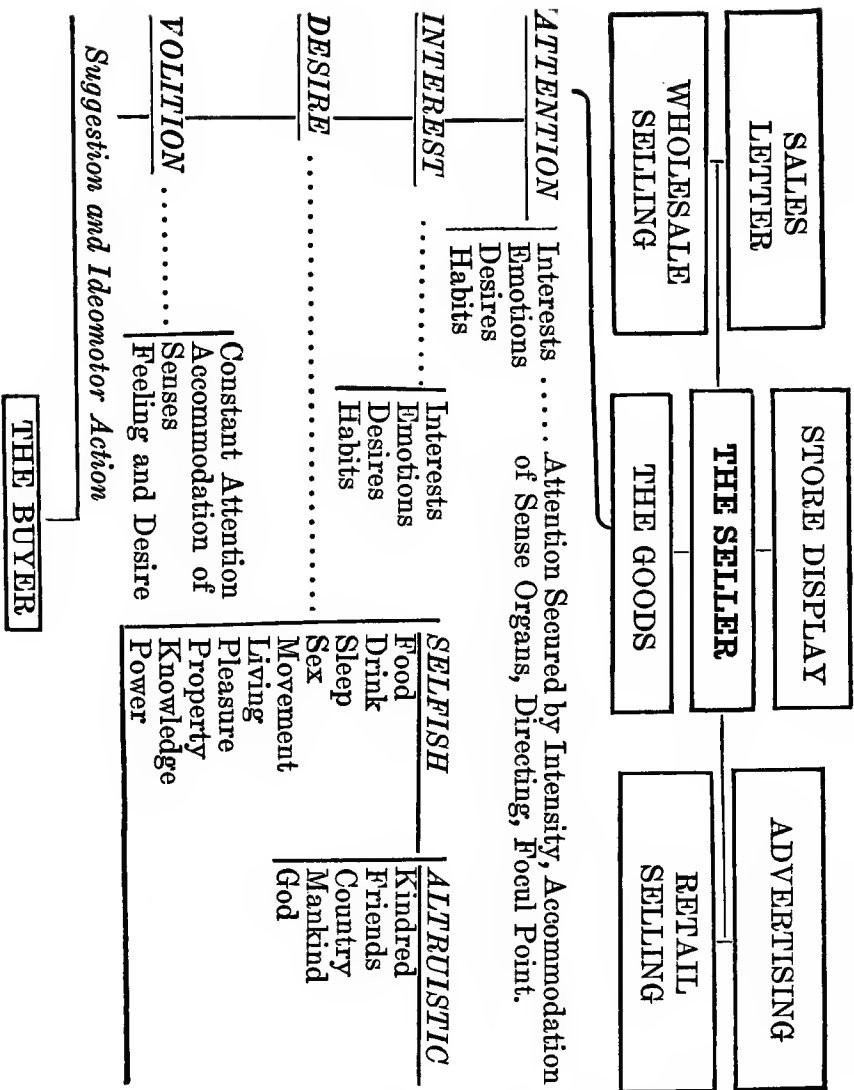 SALES
LETTER
STORE DISPLAY
ADVERTISING
WHOLESALE
SELLING
THE SELLER
RETAIL
SELLING
THE GOODS
ATTENTION
Interests ..... Attention Secured by Intensity, Accommodation
Emotions of Sense Organs, Directing, Focul Point.
Desires
Habits
INTEREST ............ Interests
Emotions
Desires
Habits
DESIRE ..............................
SELFISH
Food
Drink
Sleep
Sex
Movement
Living
Pleasure
Property
Knowledge
Power
ALTRUISTIC
Kindred
Friends
Country
Mankind
God
VOLITION ......... Constant Attention
Accommodation of
Senses
Feeling and Desire
Suggestion and Ideomotor Action
THE BUYER